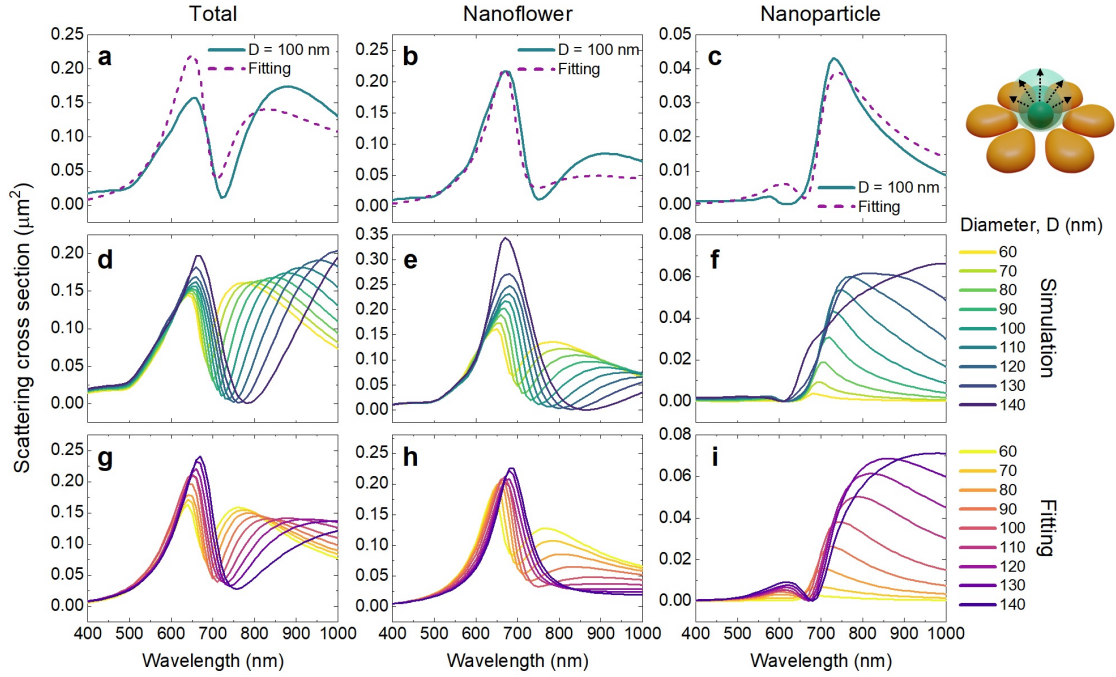 Total Nanoflower Nanoparticle
Scattering cross section (μm²)
a
D = 100 nm
Fitting
0.25
0.20
0.15
0.10
0.05
0.00
b
D = 100 nm
Fitting
0.25
0.20
0.15
0.10
0.05
0.00
c
D = 100 nm
Fitting
0.05
0.04
0.03
0.02
0.01
0.00
d
0.20
0.15
0.10
0.05
0.00
e
0.35
0.30
0.25
0.20
0.15
0.10
0.05
0.00
f
0.08
0.06
0.04
0.02
0.00
Diameter, D (nm)
60
70
80
90
100
110
120
130
140
Simulation
g
0.25
0.20
0.15
0.10
0.05
0.00
400 500 600 700 800 900 1000
Wavelength (nm)
h
0.25
0.20
0.15
0.10
0.05
0.00
400 500 600 700 800 900 1000
Wavelength (nm)
i
0.08
0.06
0.04
0.02
0.00
400 500 600 700 800 900 1000
Wavelength (nm)
60
70
80
90
100
110
120
130
140
Fitting